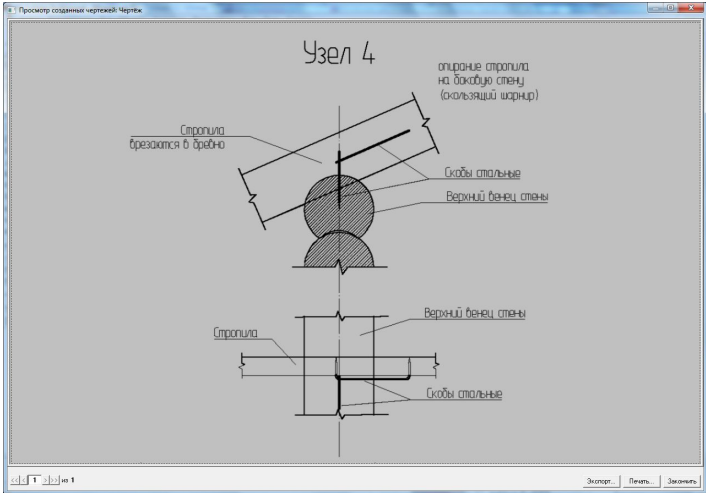 Просмотр созданных чертежей: Чертёж
Узел 4
опирание стропила
на боковую стену
(скользящий шарнир)
Стропила
врезаются в бревно
Скобы стальные
Верхний венец стены
Верхний венец стены
Стропила
Скобы стальные
<< < 1 > >> из 1
Экспорт... Печать... Закончить